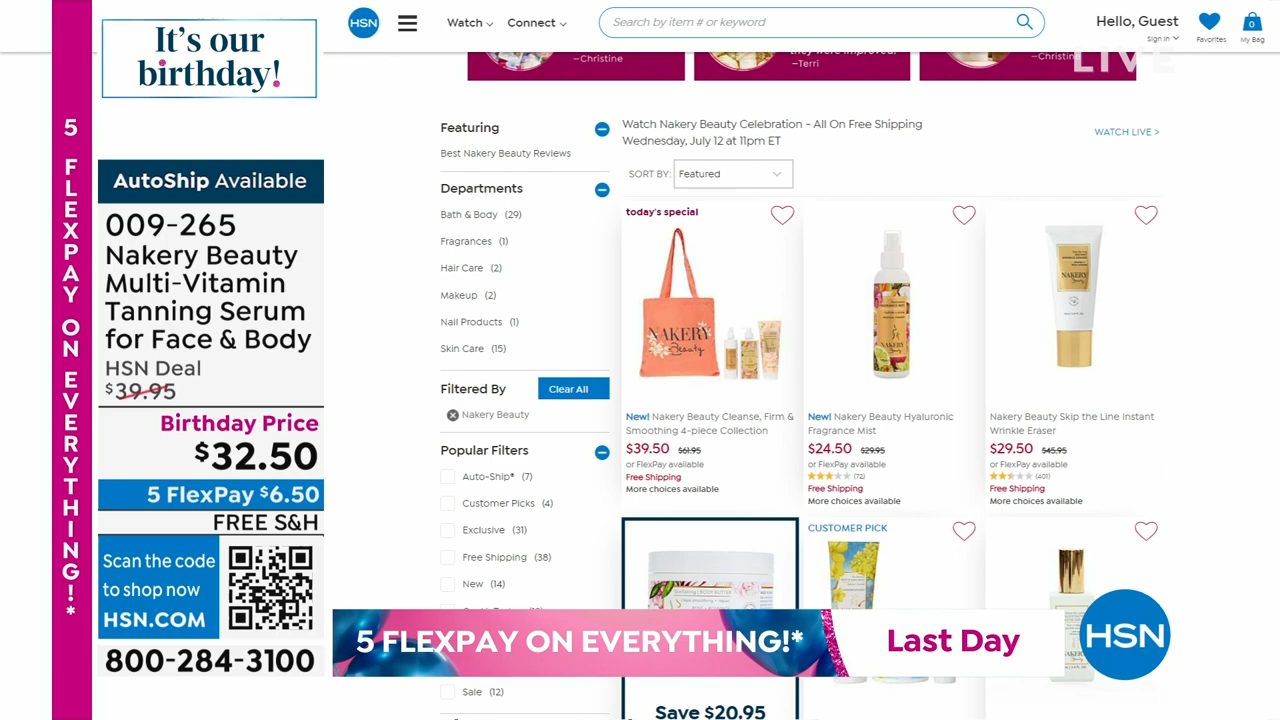 5 FLEXPAY ON EVERYTHING!*
It's our
birthday!
AutoShip Available
009-265
Nakery Beauty
Multi-Vitamin
Tanning Serum
for Face & Body
HSN Deal
$39.95
Birthday Price
$32.50
5 FlexPay $6.50
FREE S&H
Scan the code
to shop now
HSN.COM
800-284-3100
HSN
Watch
Connect
Search by item # or keyword
Hello, Guest
Sign In
Favorites
0
My Bag
LIVE
—Christine
they were improved!"
—Terri
—Christine
Featuring
Best Nakery Beauty Reviews
Departments
Bath & Body (29)
Fragrances (1)
Hair Care (2)
Makeup (2)
Nail Products (1)
Skin Care (15)
Filtered By
Clear All
Nakery Beauty
Popular Filters
Auto-Ship® (7)
Customer Picks (4)
Exclusive (31)
Free Shipping (38)
New (14)
Sale (12)
Watch Nakery Beauty Celebration - All On Free Shipping
Wednesday, July 12 at 11pm ET
WATCH LIVE >
SORT BY:
Featured
today's special
NAKERY
Beauty
New! Nakery Beauty Cleanse, Firm &
Smoothing 4-piece Collection
$39.50 $61.95
or FlexPay available
Free Shipping
More choices available
NAKERY
Beauty
New! Nakery Beauty Hyaluronic
Fragrance Mist
$24.50 $29.95
or FlexPay available
(72)
Free Shipping
More choices available
NAKERY
Beauty
Nakery Beauty Skip the Line Instant
Wrinkle Eraser
$29.50 $45.95
or FlexPay available
(401)
Free Shipping
More choices available
BODY BUTTER
Save $20.95
CUSTOMER PICK
5 FLEXPAY ON EVERYTHING!*
Last Day
HSN